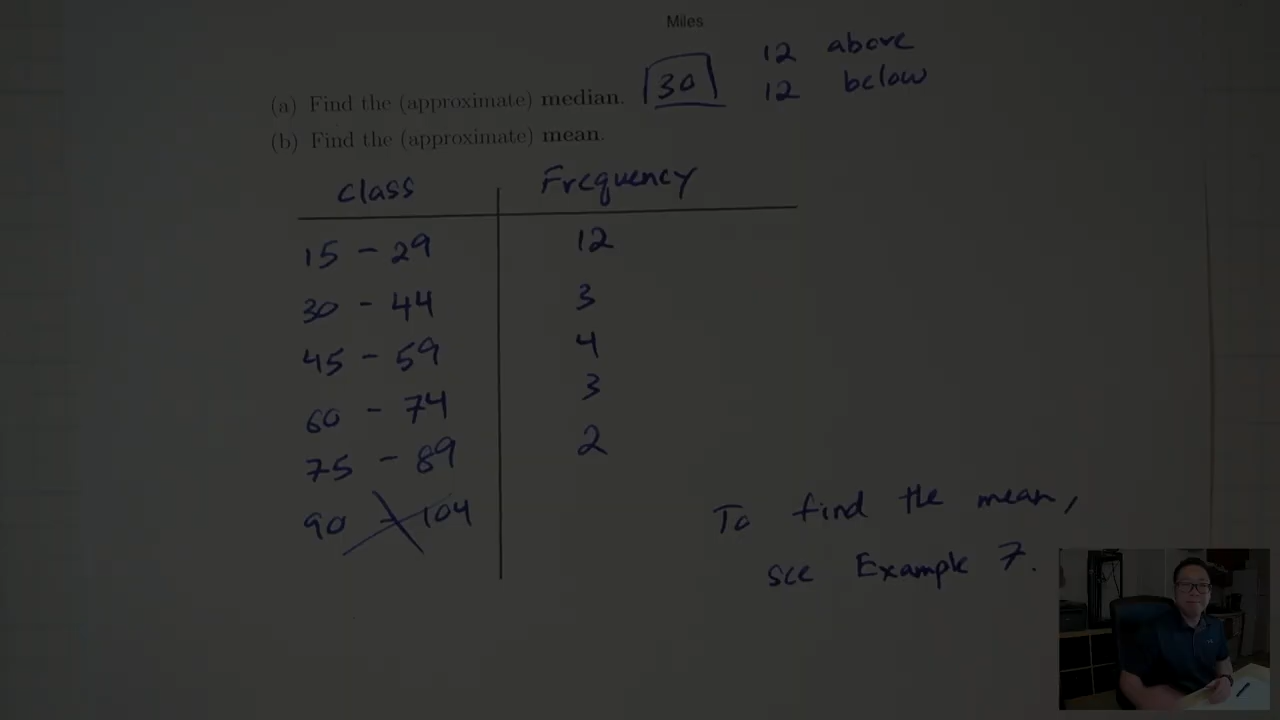 Miles
12 above
(a) Find the (approximate) median. 30 12 below
(b) Find the (approximate) mean.
Class Frequency
15 - 29 12
30 - 44 3
45 - 59 4
60 - 74 3
75 - 89 2
90 - 104
To find the mean,
see Example 7.